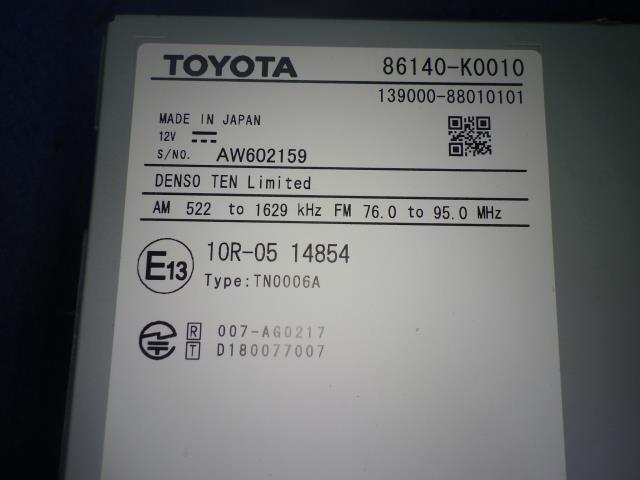 TOYOTA 86140-K0010
139000-88010101
MADE IN JAPAN
12V
S/NO. AW602159
DENSO TEN Limited
AM 522 to 1629 kHz FM 76.0 to 95.0 MHz
E13 10R-05 14854
Type:TN0006A
R 007-AG0217
T D180077007